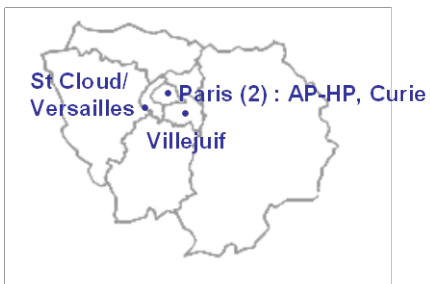 St Cloud/
Versailles
Paris (2) : AP-HP, Curie
Villejuif